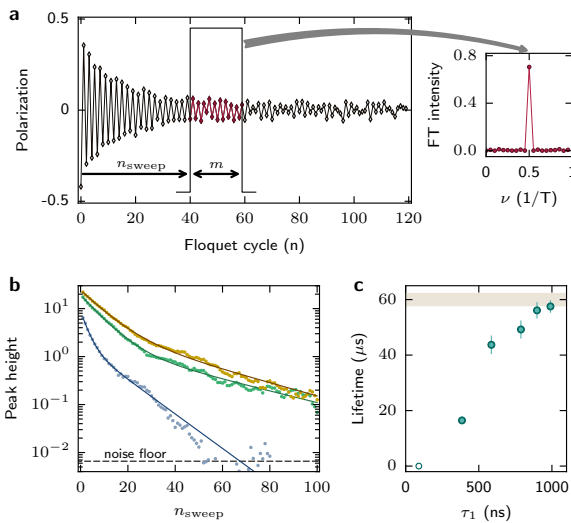 a
0.5
0
-0.5
Polarization
n_sweep
m
0 20 40 60 80 100 120
Floquet cycle (n)
0.8
0.4
0.0
FT intensity
0 0.5 1
ν (1/T)
b
10^1
10^0
10^{-1}
10^{-2}
Peak height
noise floor
0 20 40 60 80 100
n_sweep
c
60
40
20
0
Lifetime (μs)
0 500 1000
τ_1 (ns)